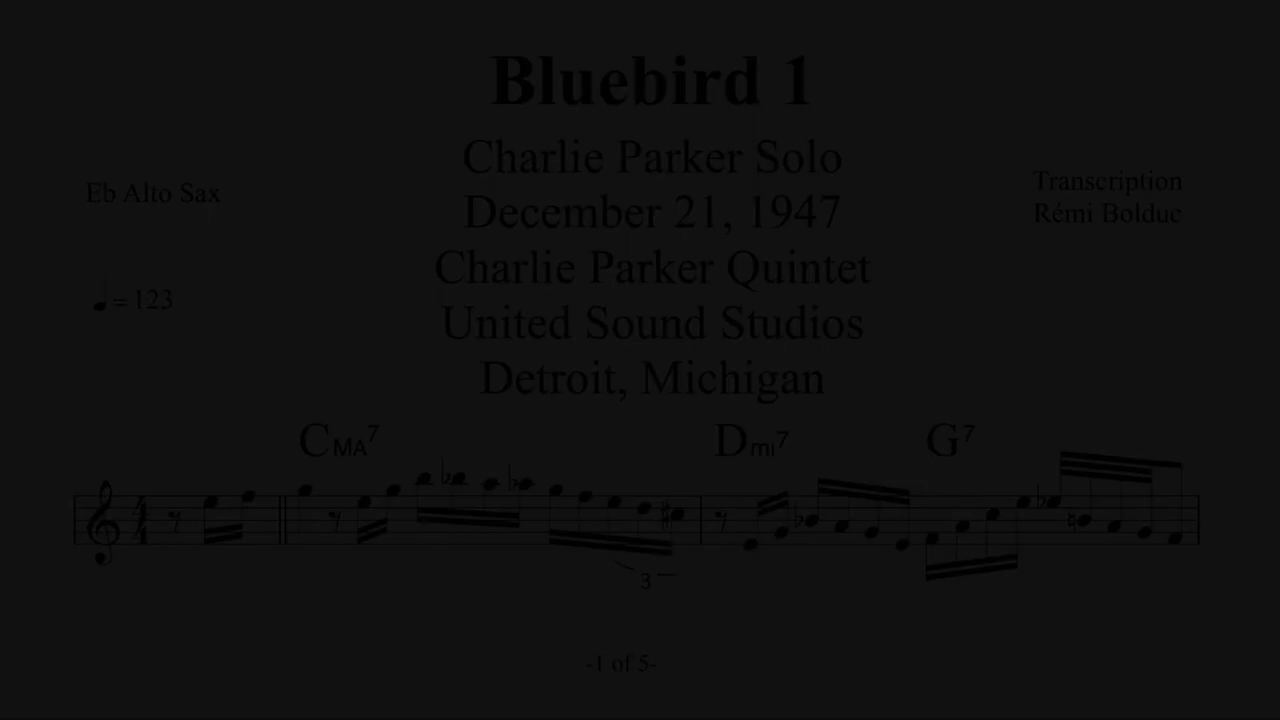 Bluebird 1
Charlie Parker Solo
December 21, 1947
Charlie Parker Quintet
United Sound Studios
Detroit, Michigan
Eb Alto Sax
Transcription
Rémi Bolduc
= 123
CMA7 Dmi7 G7
3
-1 of 5-